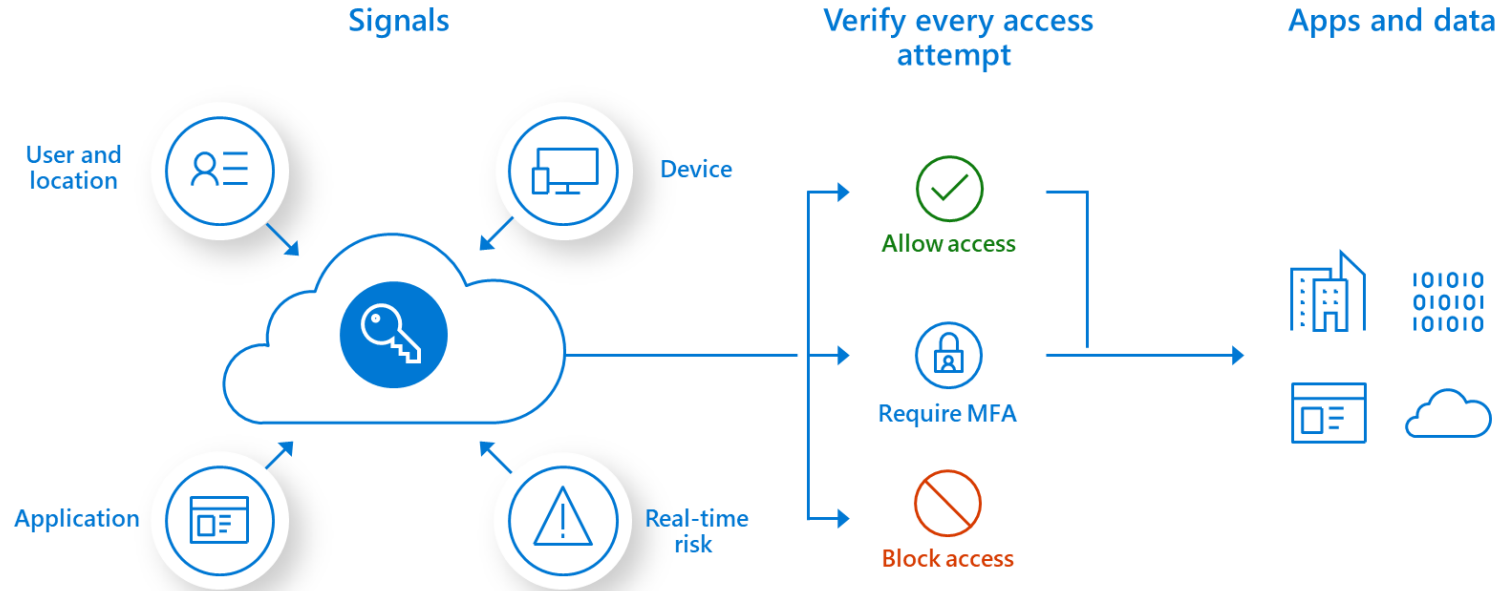 Signals
Verify every access
attempt
Apps and data
User and
location
Device
Allow access
101010
010101
101010
Require MFA
Application
Real-time
risk
Block access